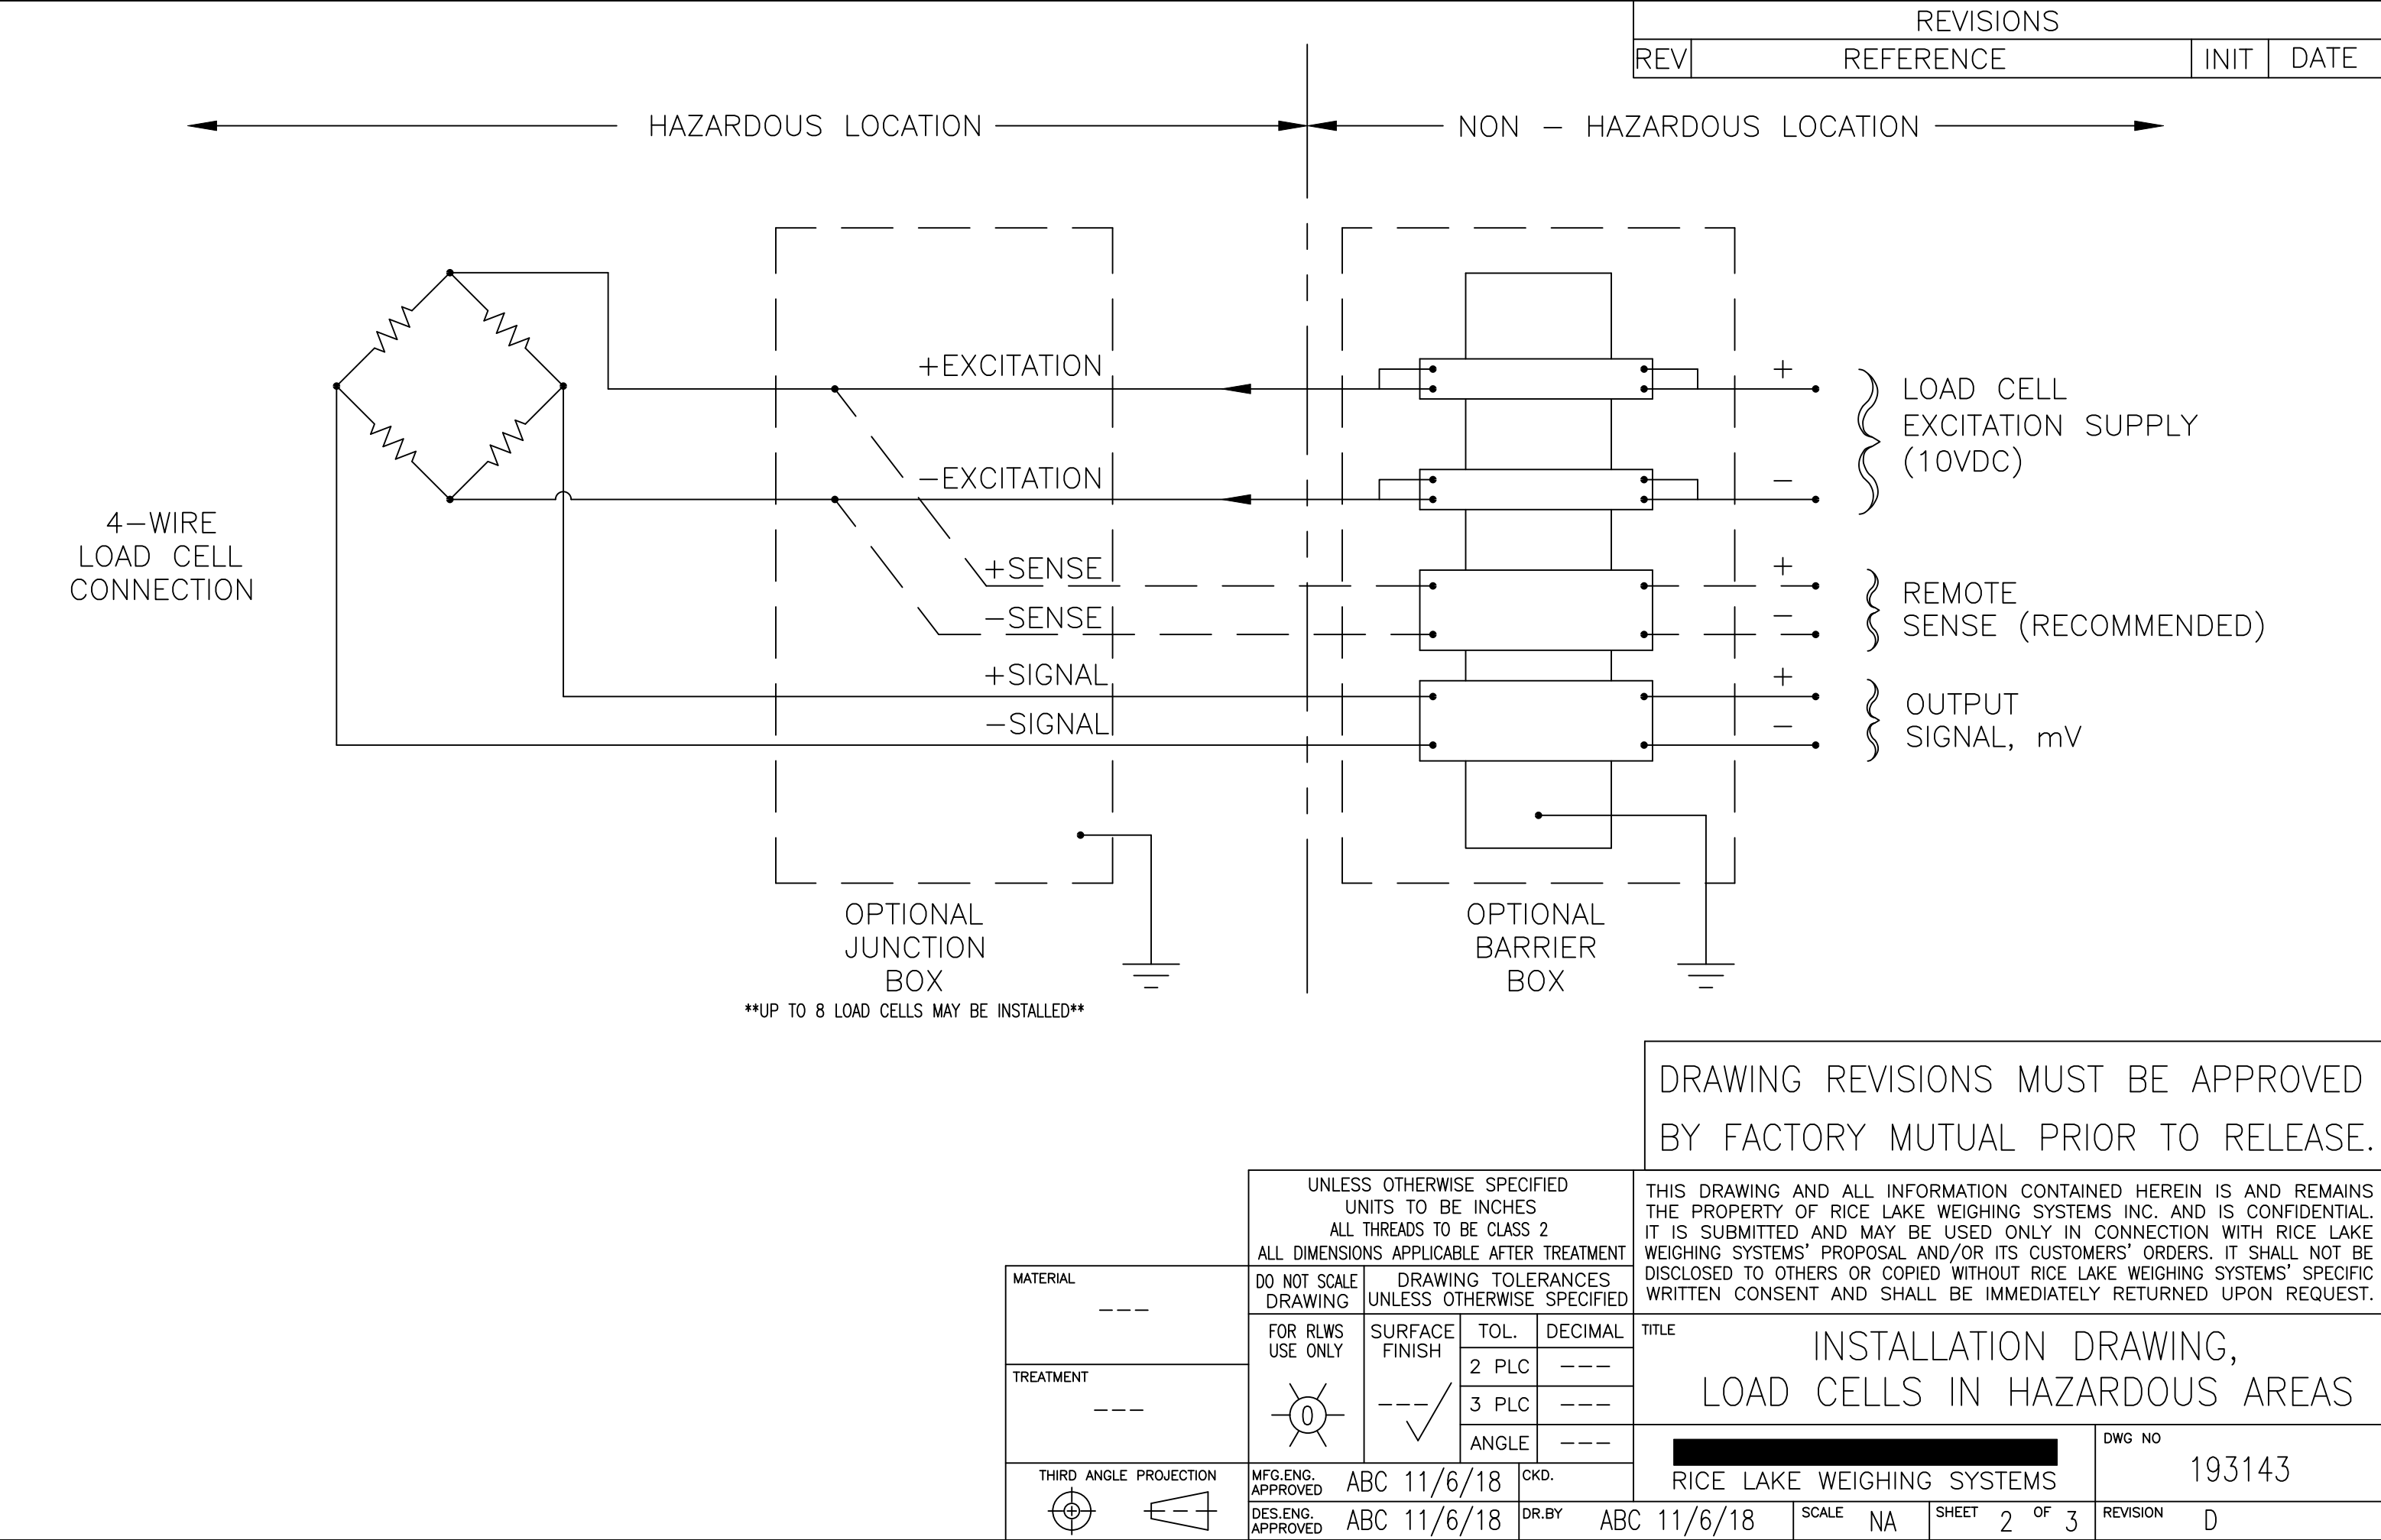 REVISIONS
REV REFERENCE INIT DATE
HAZARDOUS LOCATION
NON - HAZARDOUS LOCATION
+EXCITATION
-EXCITATION
+SENSE
-SENSE
+SIGNAL
-SIGNAL
+
-
+
-
+
-
LOAD CELL
EXCITATION SUPPLY
(10VDC)
REMOTE
SENSE (RECOMMENDED)
OUTPUT
SIGNAL, mV
4-WIRE
LOAD CELL
CONNECTION
OPTIONAL
JUNCTION
BOX
**UP TO 8 LOAD CELLS MAY BE INSTALLED**
OPTIONAL
BARRIER
BOX
DRAWING REVISIONS MUST BE APPROVED
BY FACTORY MUTUAL PRIOR TO RELEASE.
UNLESS OTHERWISE SPECIFIED
UNITS TO BE INCHES
ALL THREADS TO BE CLASS 2
ALL DIMENSIONS APPLICABLE AFTER TREATMENT
THIS DRAWING AND ALL INFORMATION CONTAINED HEREIN IS AND REMAINS
THE PROPERTY OF RICE LAKE WEIGHING SYSTEMS INC. AND IS CONFIDENTIAL.
IT IS SUBMITTED AND MAY BE USED ONLY IN CONNECTION WITH RICE LAKE
WEIGHING SYSTEMS' PROPOSAL AND/OR ITS CUSTOMERS' ORDERS. IT SHALL NOT BE
DISCLOSED TO OTHERS OR COPIED WITHOUT RICE LAKE WEIGHING SYSTEMS' SPECIFIC
WRITTEN CONSENT AND SHALL BE IMMEDIATELY RETURNED UPON REQUEST.
MATERIAL
---
TREATMENT
---
THIRD ANGLE PROJECTION
DO NOT SCALE
DRAWING
DRAWING TOLERANCES
UNLESS OTHERWISE SPECIFIED
FOR RLWS
USE ONLY
0
SURFACE
FINISH
---
TOL. DECIMAL
2 PLC ---
3 PLC ---
ANGLE ---
TITLE
INSTALLATION DRAWING,
LOAD CELLS IN HAZARDOUS AREAS
RICE LAKE WEIGHING SYSTEMS
DWG NO
193143
MFG.ENG.
APPROVED ABC 11/6/18
CKD.
DES.ENG.
APPROVED ABC 11/6/18
DR.BY ABC 11/6/18
SCALE NA
SHEET 2 OF 3
REVISION D